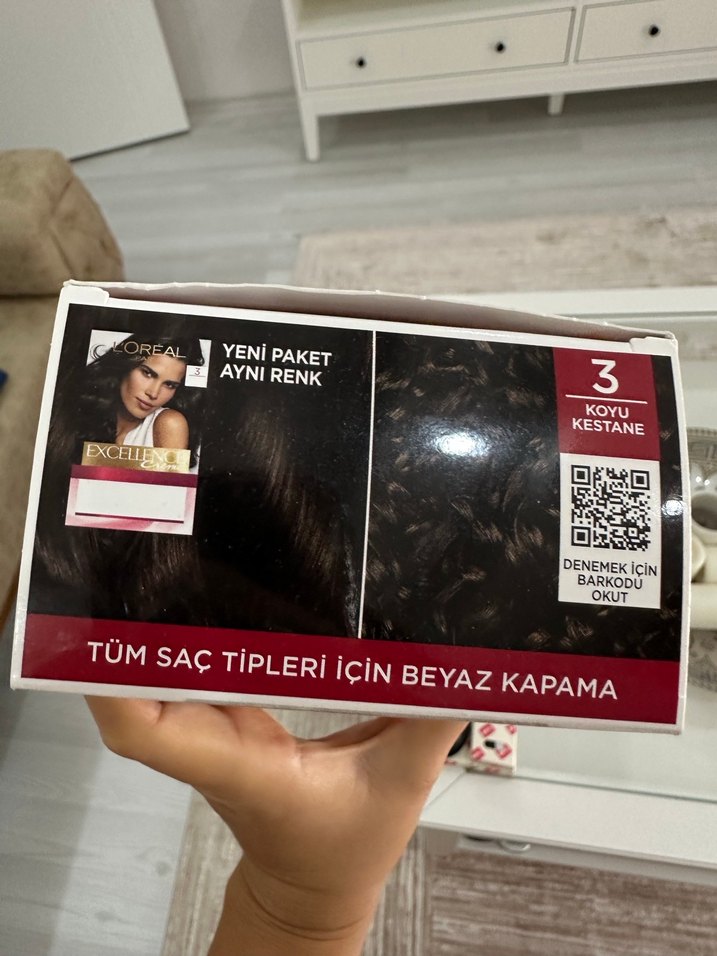 L'ORÉAL
3
EXCELLENCE
Creme
YENİ PAKET
AYNI RENK
3
KOYU
KESTANE
DENEMEK İÇİN
BARKODU
OKUT
TÜM SAÇ TİPLERİ İÇİN BEYAZ KAPAMA